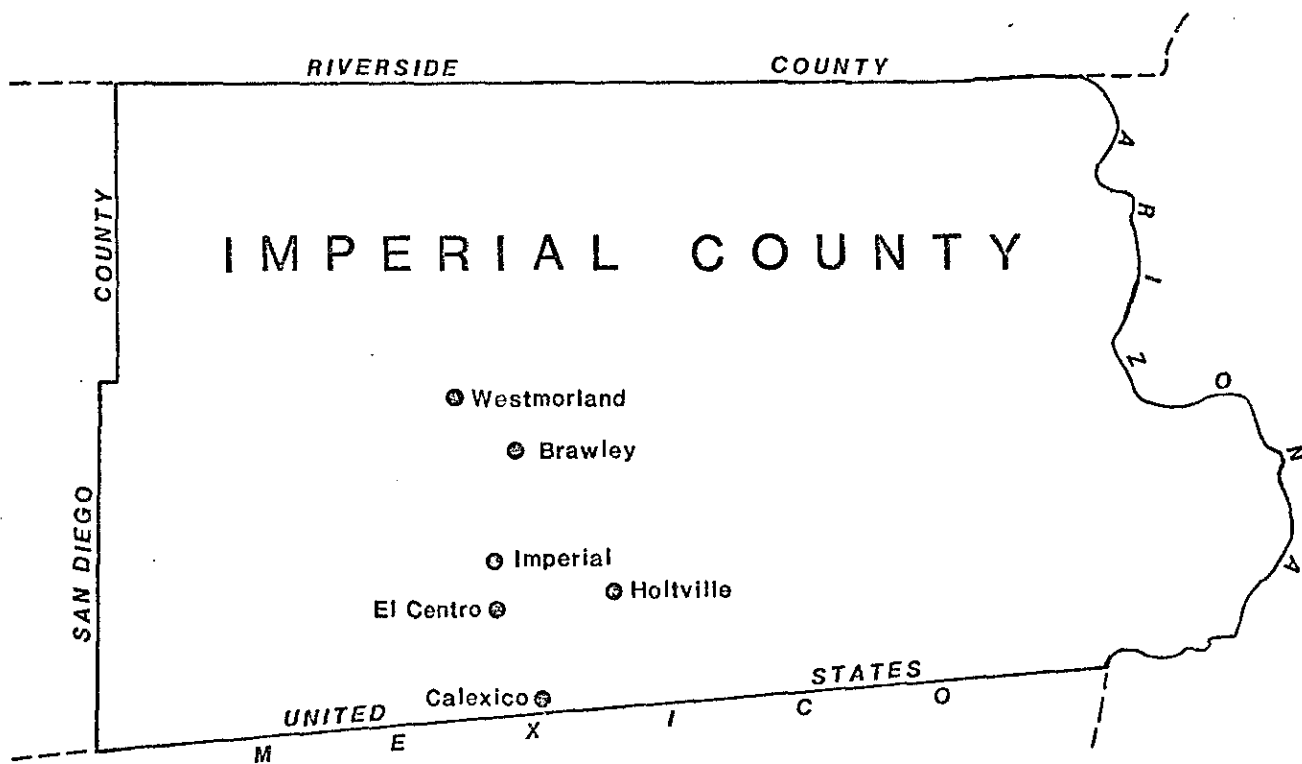 RIVERSIDE COUNTY
SAN DIEGO COUNTY
ARIZONA
IMPERIAL COUNTY
Westmorland
Brawley
Imperial
Holtville
El Centro
Calexico
UNITED STATES
MEXICO